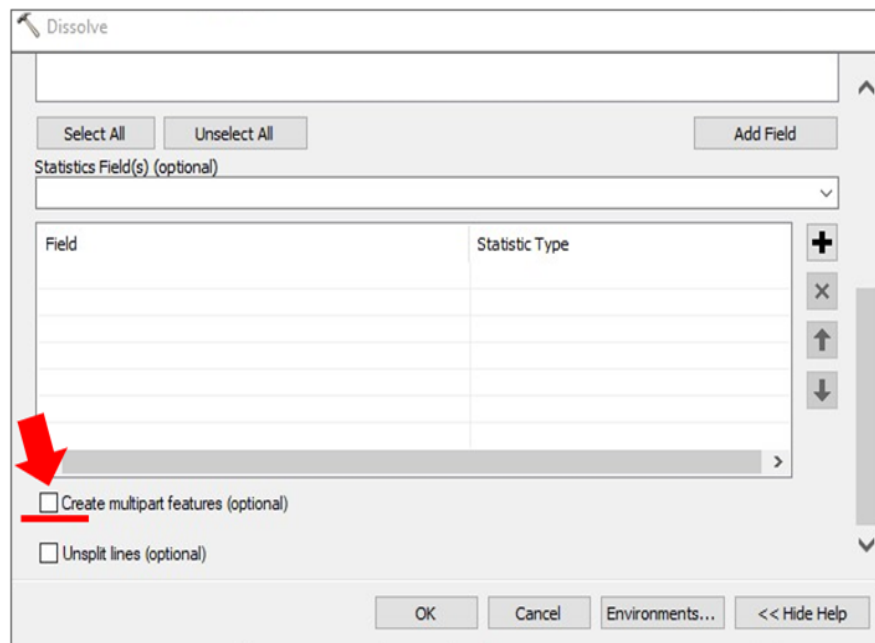 Dissolve
Select All Unselect All Add Field
Statistics Field(s) (optional)
Field Statistic Type
Create multipart features (optional)
Unsplit lines (optional)
OK Cancel Environments... << Hide Help